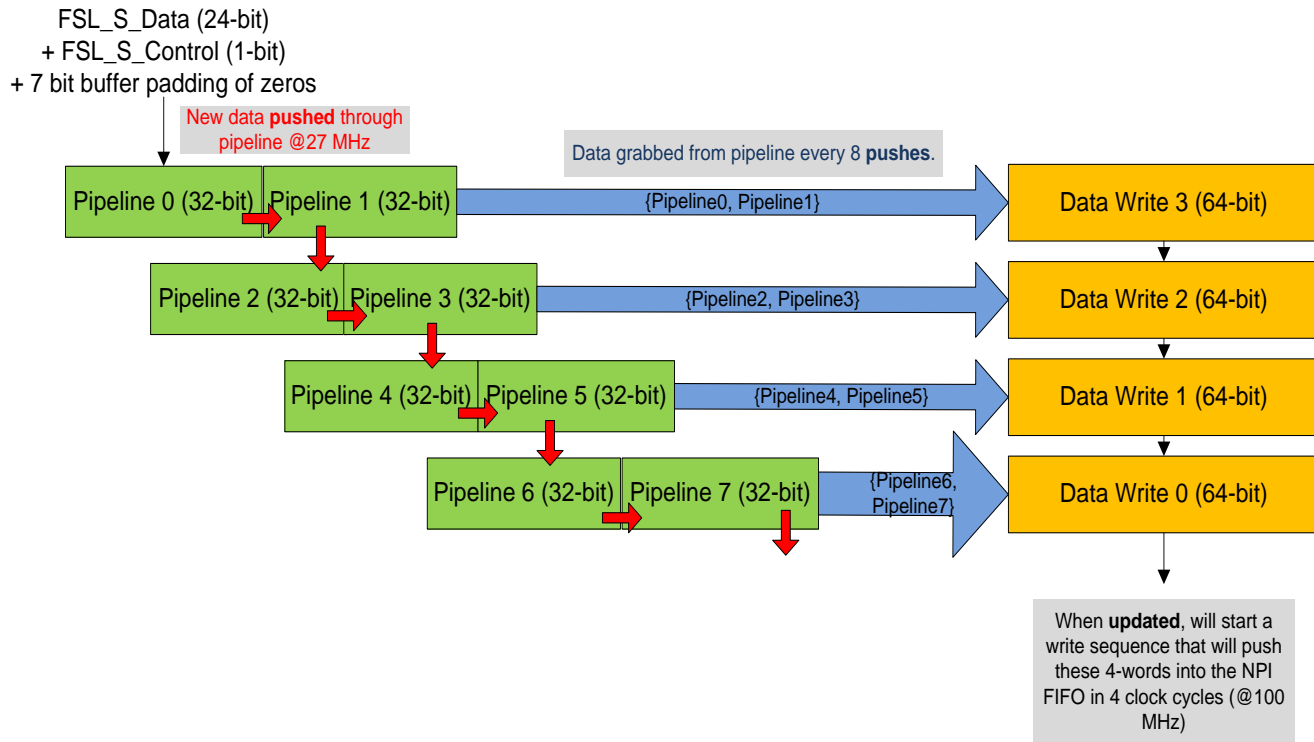 FSL_S_Data (24-bit)
+ FSL_S_Control (1-bit)
+ 7 bit buffer padding of zeros
New data pushed through
pipeline @27 MHz
Data grabbed from pipeline every 8 pushes.
Pipeline 0 (32-bit)
Pipeline 1 (32-bit)
{Pipeline0, Pipeline1}
Data Write 3 (64-bit)
Pipeline 2 (32-bit)
Pipeline 3 (32-bit)
{Pipeline2, Pipeline3}
Data Write 2 (64-bit)
Pipeline 4 (32-bit)
Pipeline 5 (32-bit)
{Pipeline4, Pipeline5}
Data Write 1 (64-bit)
Pipeline 6 (32-bit)
Pipeline 7 (32-bit)
{Pipeline6,
Pipeline7}
Data Write 0 (64-bit)
When updated, will start a
write sequence that will push
these 4-words into the NPI
FIFO in 4 clock cycles (@100
MHz)